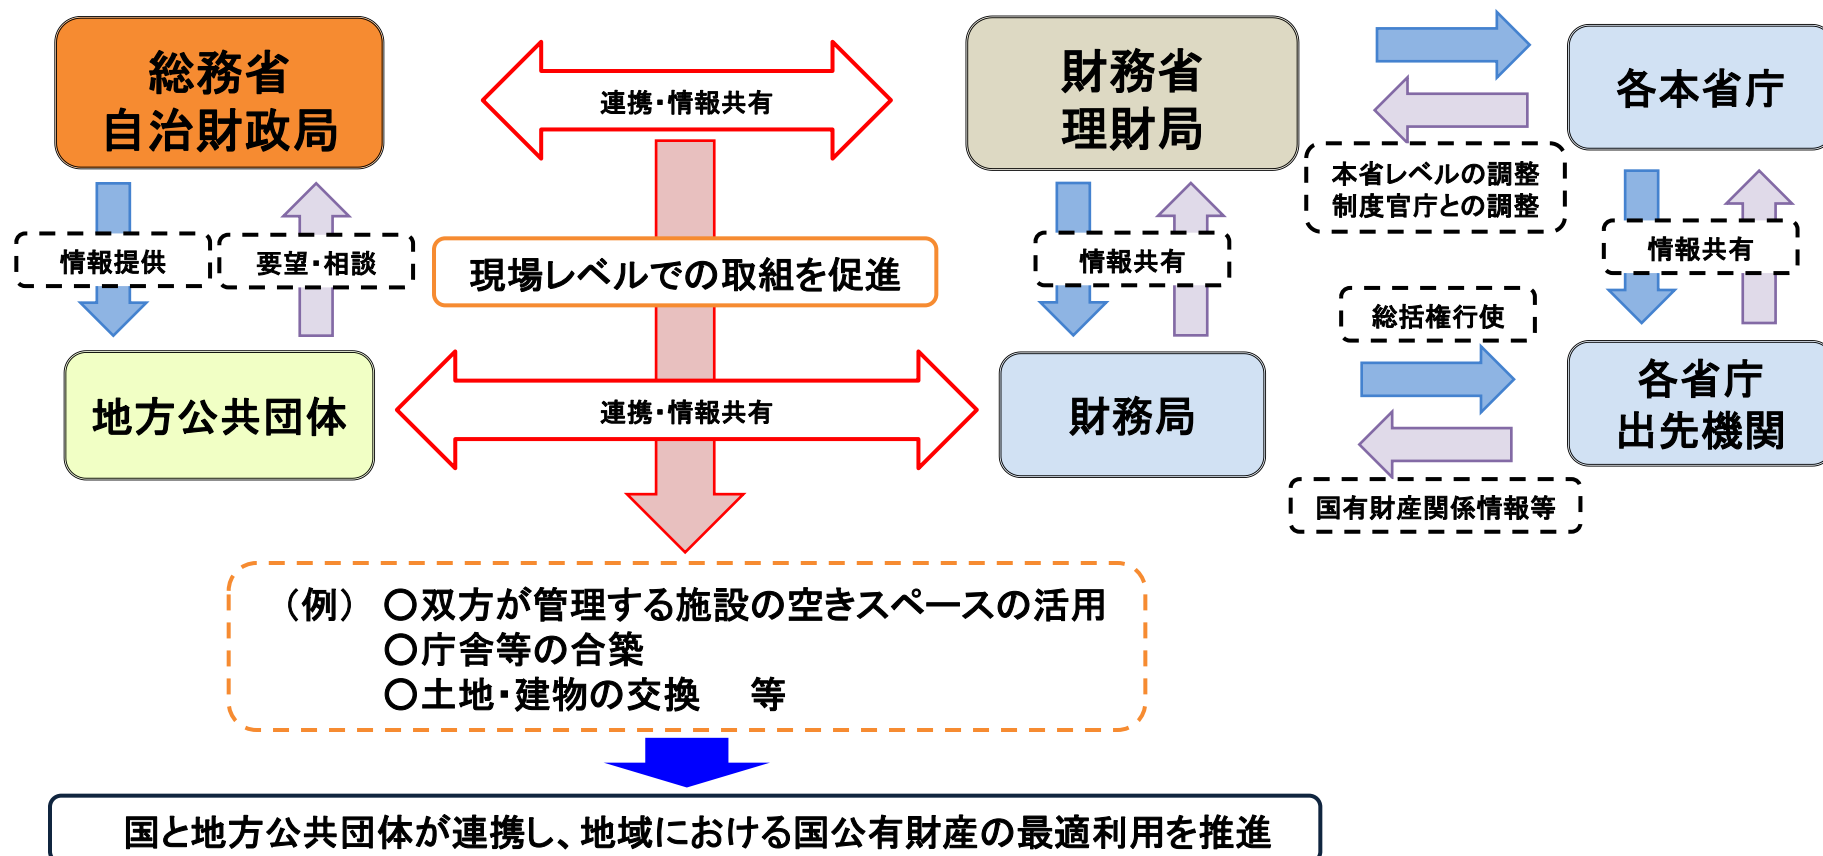 総務省
自治財政局
連携・情報共有
財務省
理財局
各本省庁
本省レベルの調整
制度官庁との調整
情報提供
要望・相談
現場レベルでの取組を促進
情報共有
情報共有
総括権行使
地方公共団体
連携・情報共有
財務局
各省庁
出先機関
国有財産関係情報等
（例） ○双方が管理する施設の空きスペースの活用
○庁舎等の合築
○土地・建物の交換　等
国と地方公共団体が連携し、地域における国公有財産の最適利用を推進